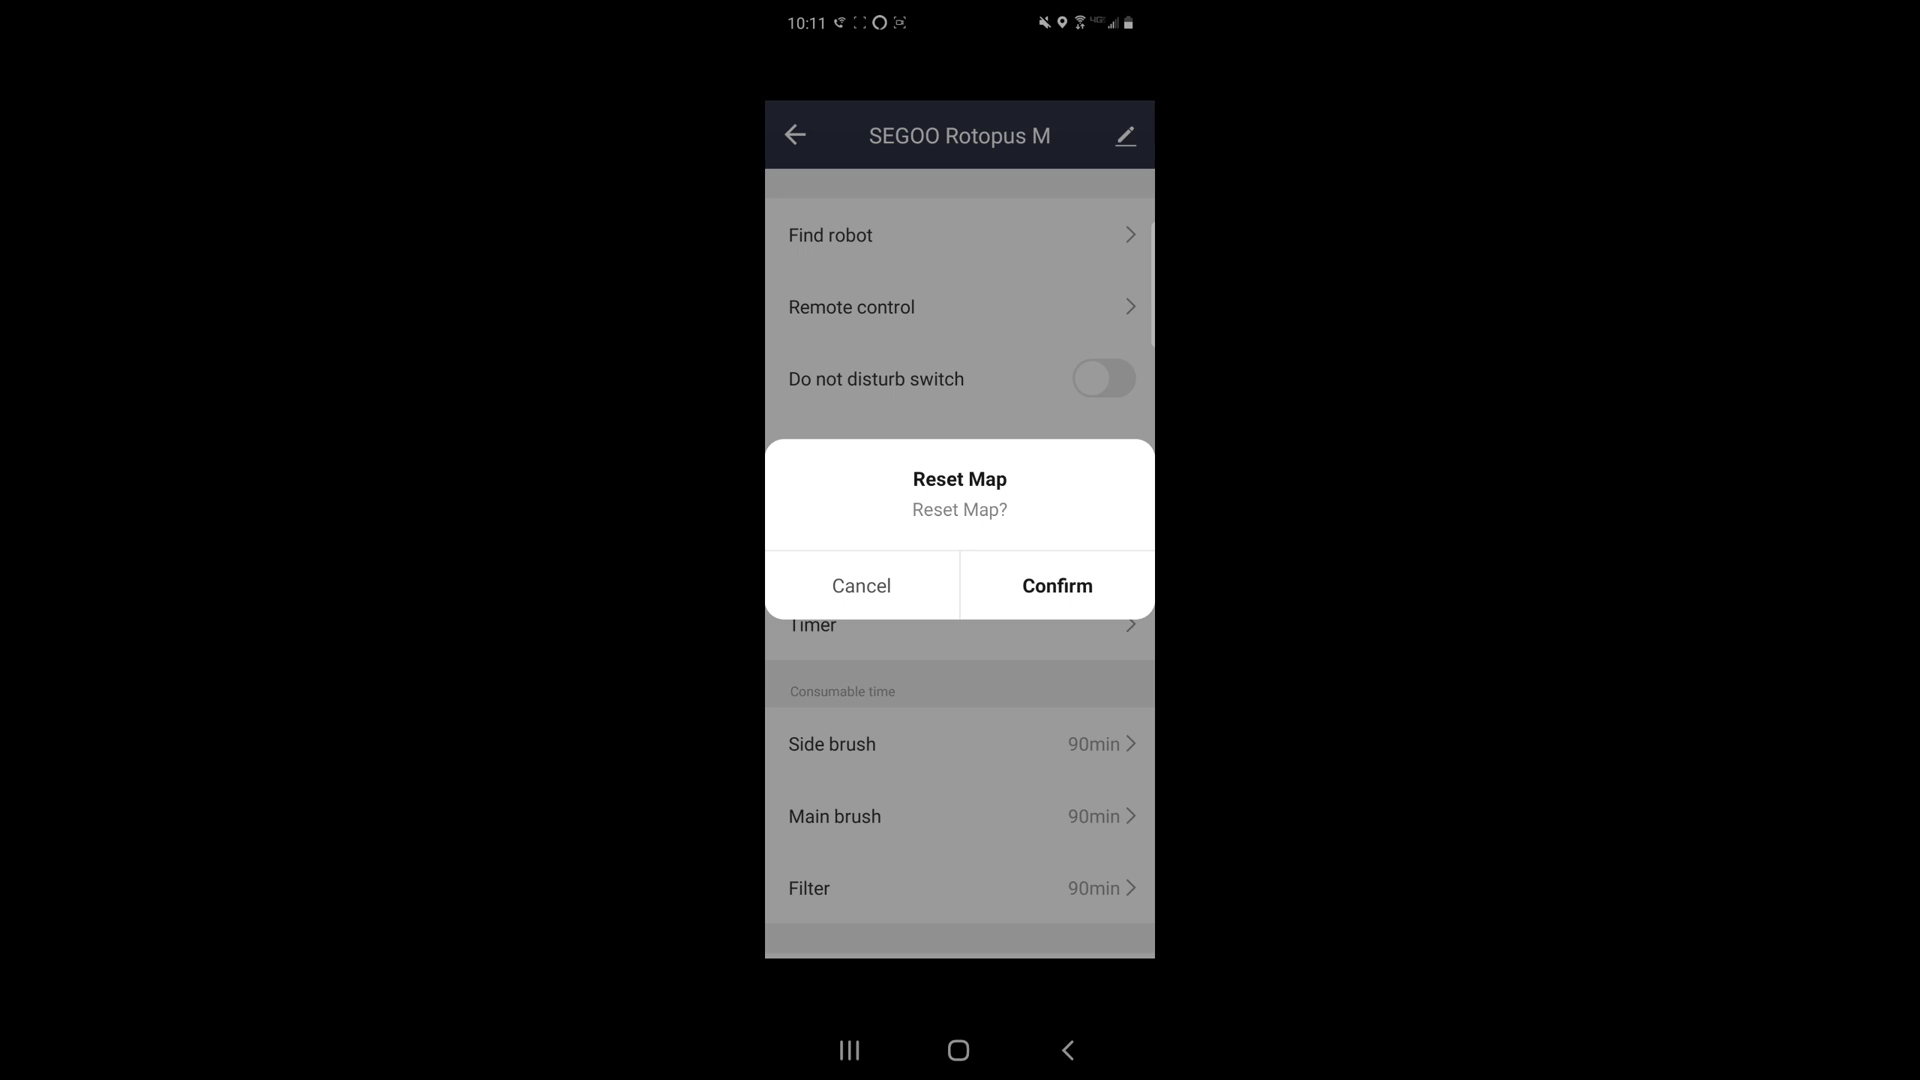 10:11
SEGOO Rotopus M
Find robot
Remote control
Do not disturb switch
Reset Map
Reset Map?
Cancel
Confirm
Timer
Consumable time
Side brush 90min
Main brush 90min
Filter 90min